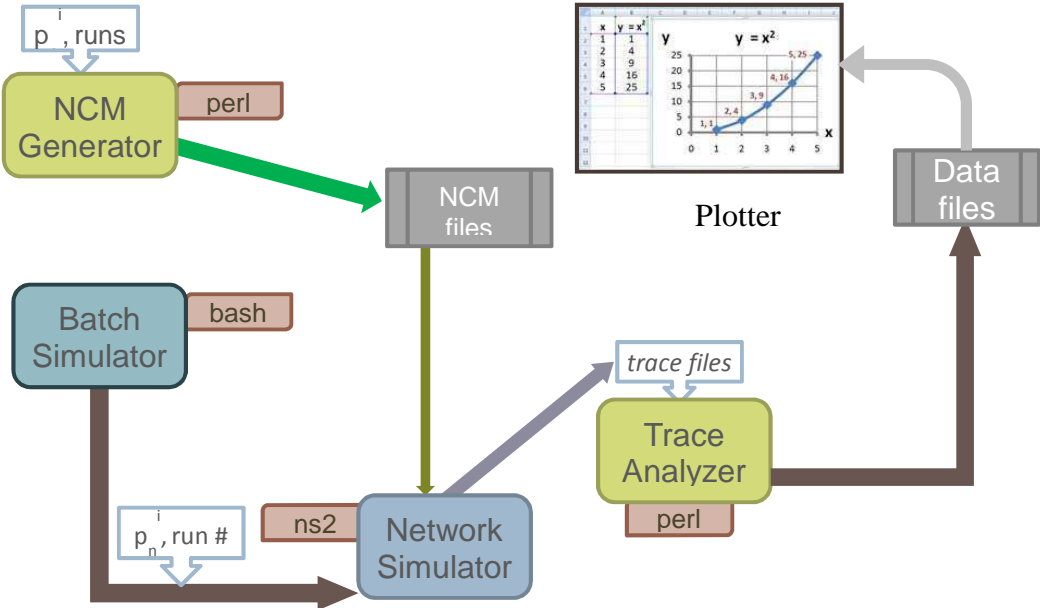 i
p , runs
NCM
Generator
perl
NCM
files
Batch
Simulator
bash
i
p , run #
n
ns2
Network
Simulator
trace files
Trace
Analyzer
perl
Data
files
Plotter
x y = x²
1 1
2 4
3 9
4 16
5 25
y y = x²
25
20
15
10
5
0
1, 1
2, 4
3, 9
4, 16
5, 25
x
0 1 2 3 4 5